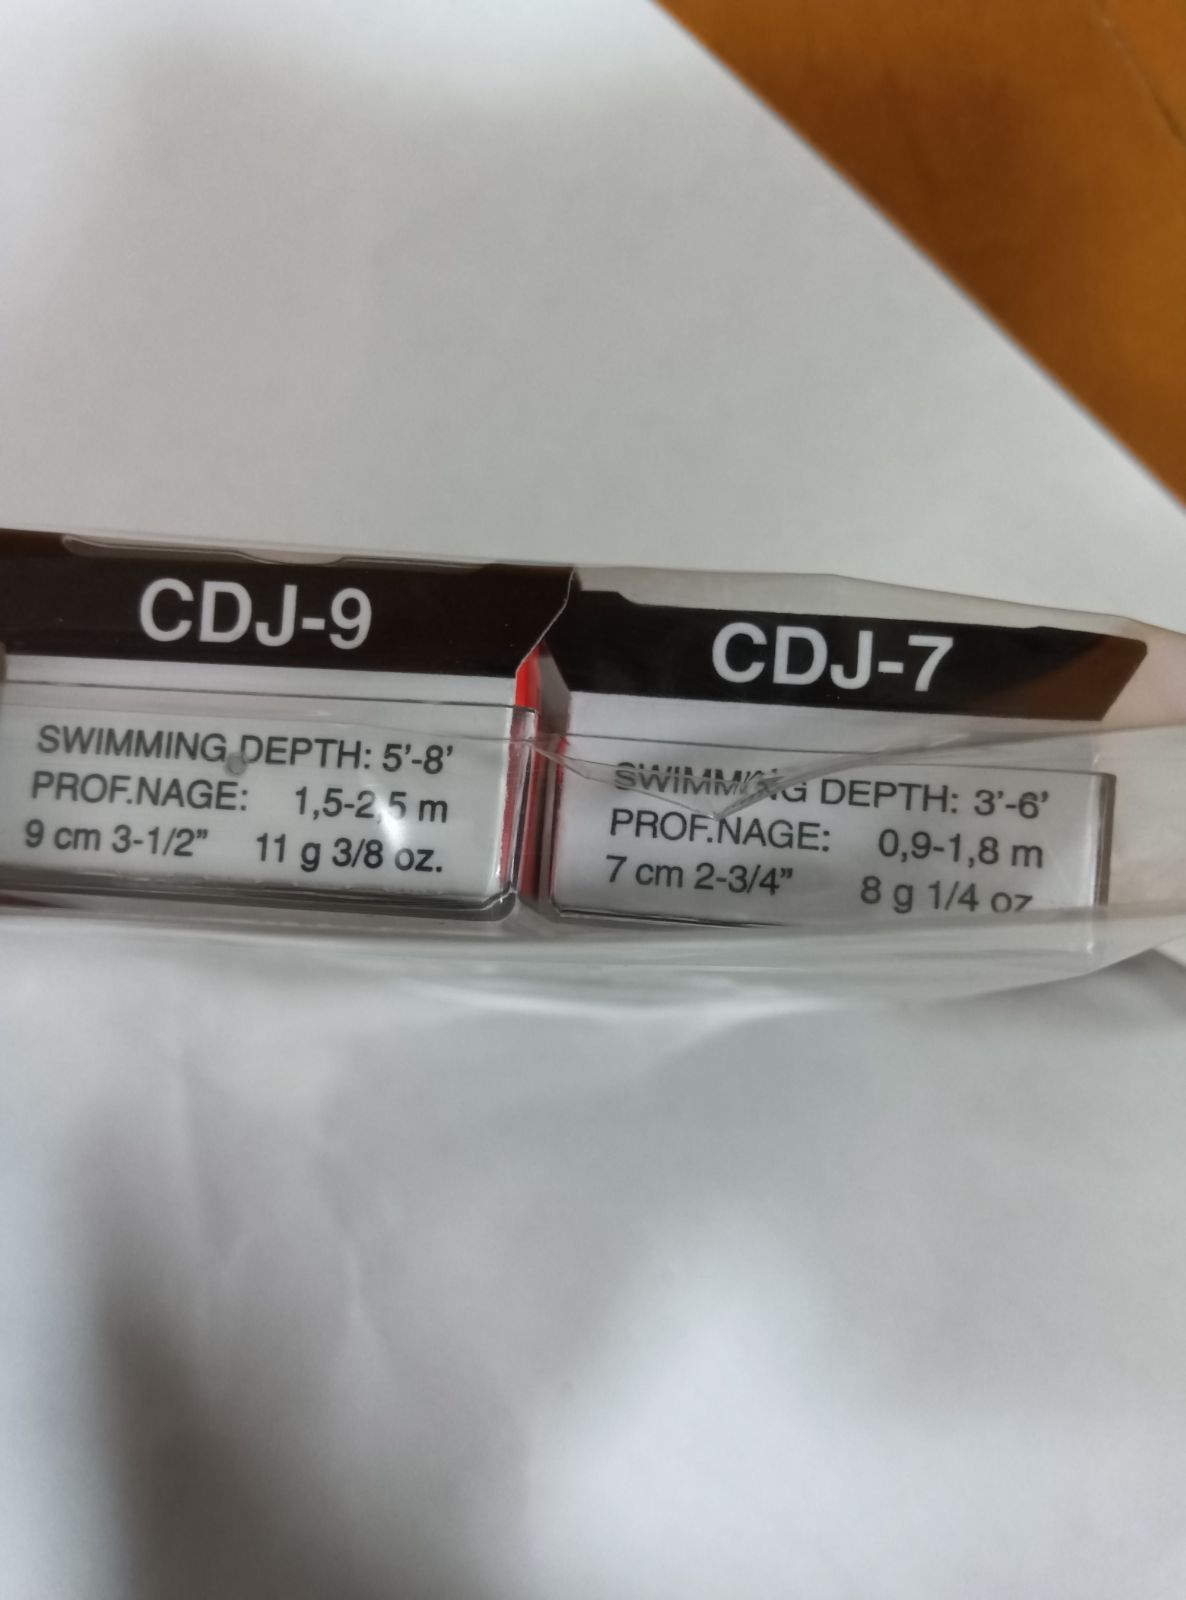 CDJ-9
SWIMMING DEPTH: 5'-8'
PROF.NAGE: 1,5-2,5 m
9 cm 3-1/2” 11 g 3/8 oz.
CDJ-7
SWIMMING DEPTH: 3'-6'
PROF.NAGE: 0,9-1,8 m
7 cm 2-3/4” 8 g 1/4 oz